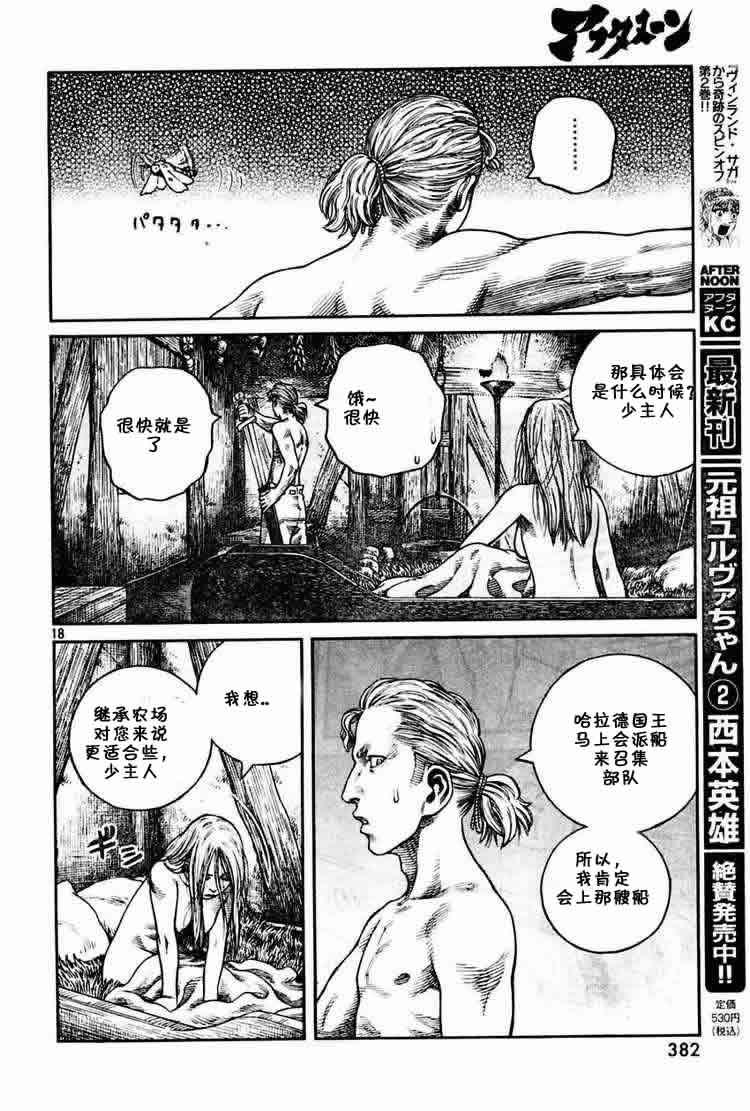 アフタヌーン
………
パタタタ...
那具体会
是什么时候?
少主人
饿~
很快
很快就是
了
18
哈拉德国王
马上会派船
来召集
部队
所以,
我肯定
会上那艘船
我想..
继承农场
对您来说
更适合些,
少主人
ギシ
382
『ヴィンランド・サガ』
から奇跡のスピンオフ
第2巻!!
AFTER
NOON
アフタ
ヌーン
KC
最新刊
元祖ユルヴァちゃん②
西本英雄
絶賛発売中!!
定価
530円
(税込)